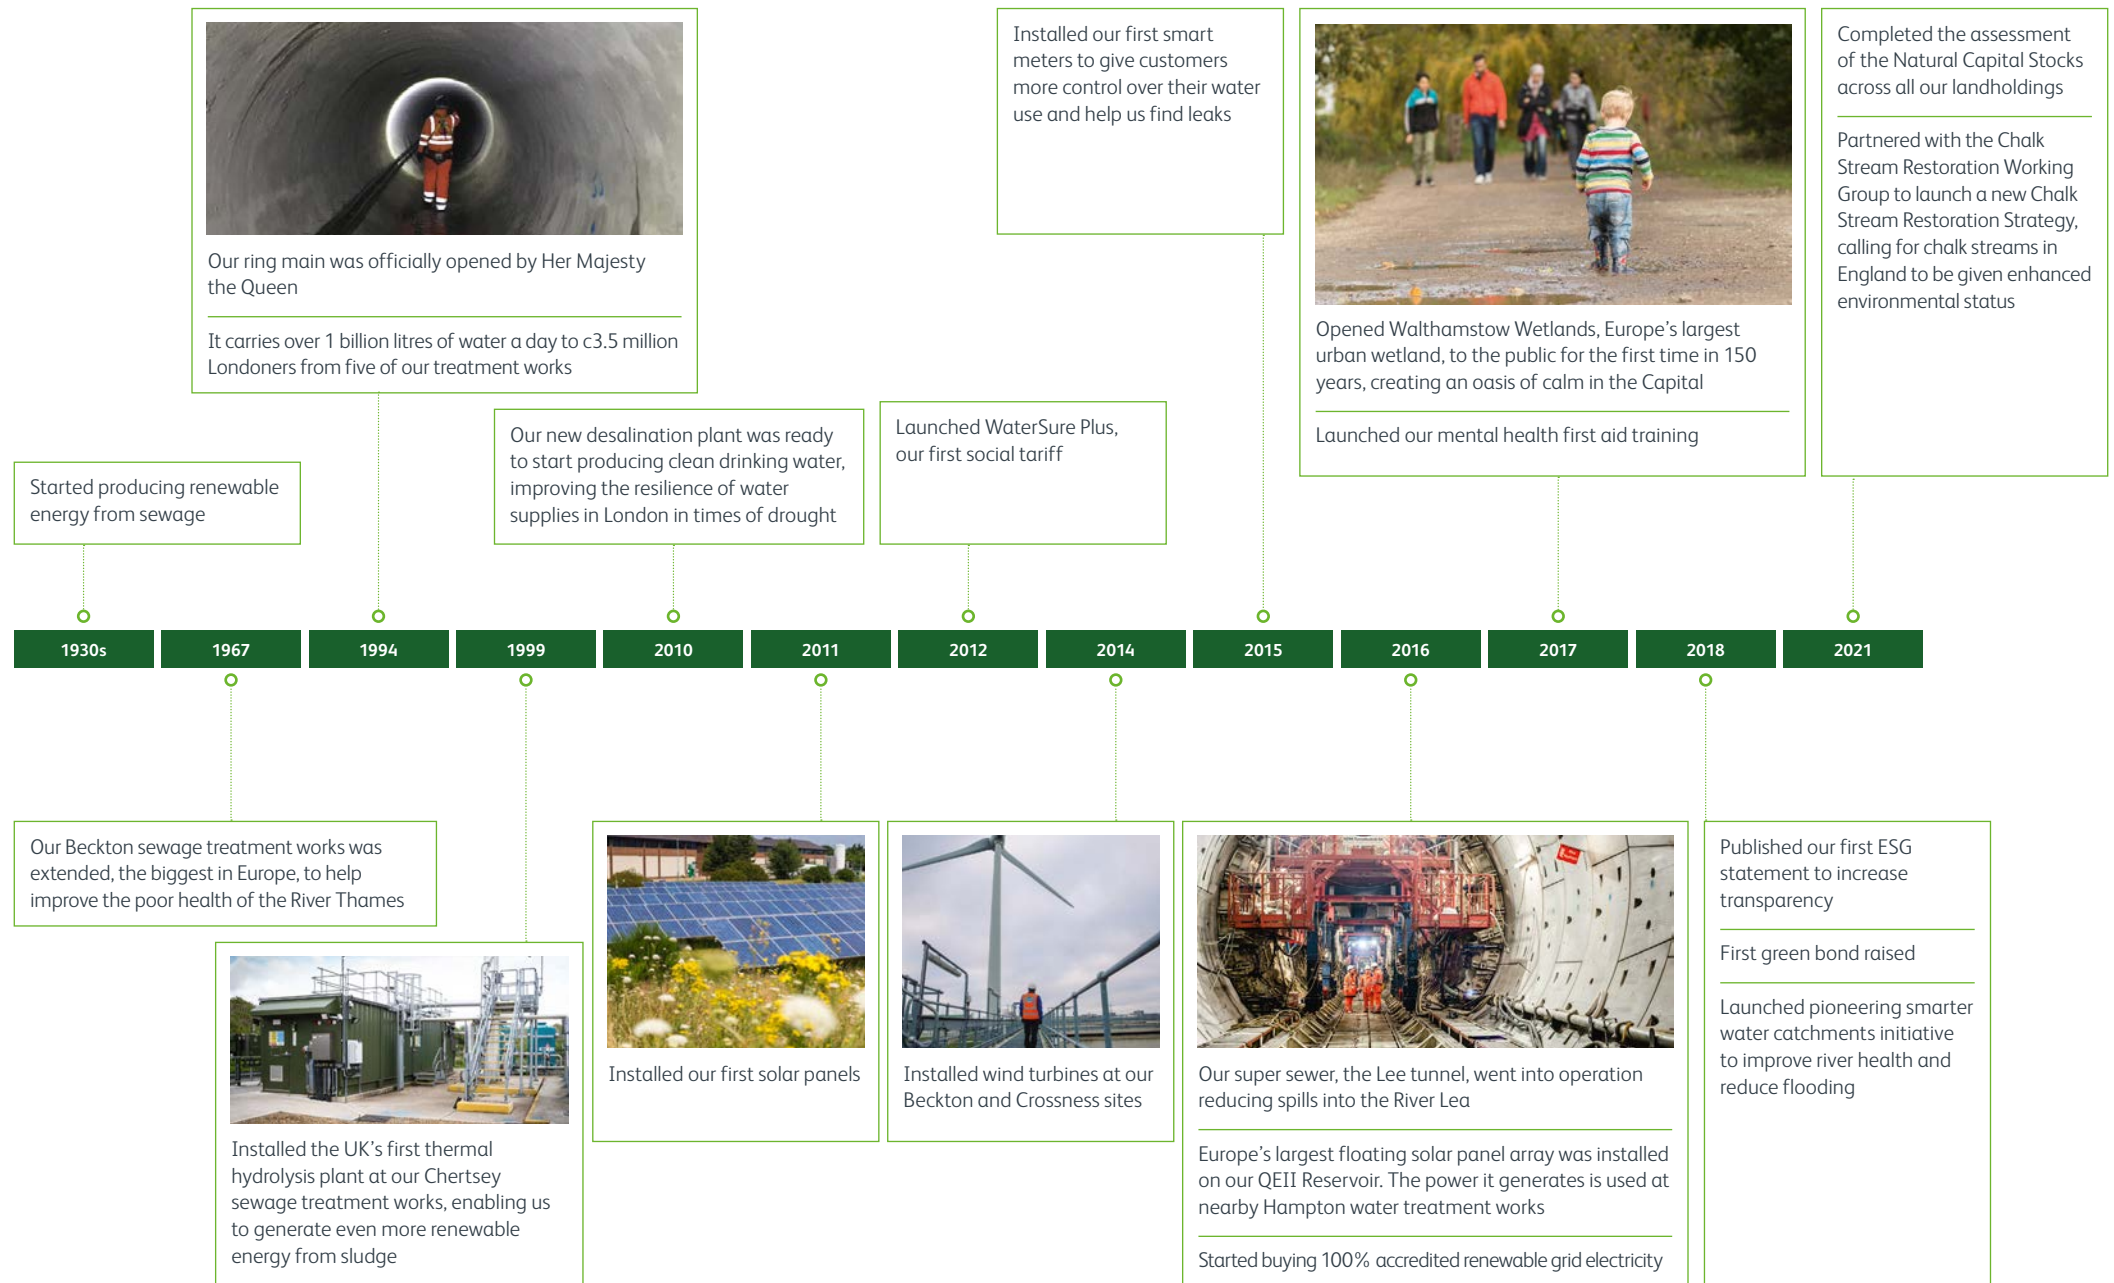 Our ring main was officially opened by Her Majesty
the Queen
It carries over 1 billion litres of water a day to c3.5 million
Londoners from five of our treatment works
Installed our first smart
meters to give customers
more control over their water
use and help us find leaks
Opened Walthamstow Wetlands, Europe’s largest
urban wetland, to the public for the first time in 150
years, creating an oasis of calm in the Capital
Launched our mental health first aid training
Completed the assessment
of the Natural Capital Stocks
across all our landholdings
Partnered with the Chalk
Stream Restoration Working
Group to launch a new Chalk
Stream Restoration Strategy,
calling for chalk streams in
England to be given enhanced
environmental status
Started producing renewable
energy from sewage
Our new desalination plant was ready
to start producing clean drinking water,
improving the resilience of water
supplies in London in times of drought
Launched WaterSure Plus,
our first social tariff
1930s
1967
1994
1999
2010
2011
2012
2014
2015
2016
2017
2018
2021
Our Beckton sewage treatment works was
extended, the biggest in Europe, to help
improve the poor health of the River Thames
Installed the UK’s first thermal
hydrolysis plant at our Chertsey
sewage treatment works, enabling us
to generate even more renewable
energy from sludge
Installed our first solar panels
Installed wind turbines at our
Beckton and Crossness sites
Our super sewer, the Lee tunnel, went into operation
reducing spills into the River Lea
Europe’s largest floating solar panel array was installed
on our QEII Reservoir. The power it generates is used at
nearby Hampton water treatment works
Started buying 100% accredited renewable grid electricity
Published our first ESG
statement to increase
transparency
First green bond raised
Launched pioneering smarter
water catchments initiative
to improve river health and
reduce flooding